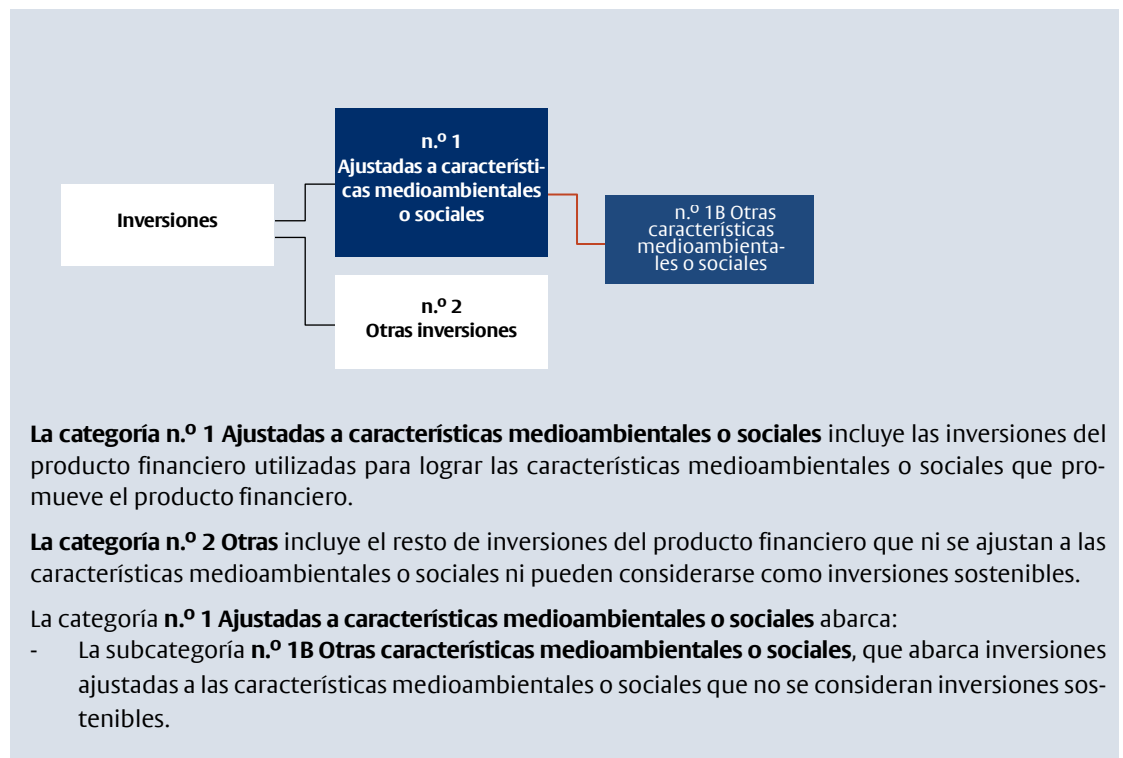 n.º 1
Ajustadas a característi-
cas medioambientales
o sociales
Inversiones
n.º 1B Otras
características
medioambienta-
les o sociales
n.º 2
Otras inversiones
La categoría n.º 1 Ajustadas a características medioambientales o sociales incluye las inversiones del
producto financiero utilizadas para lograr las características medioambientales o sociales que pro-
mueve el producto financiero.
La categoría n.º 2 Otras incluye el resto de inversiones del producto financiero que ni se ajustan a las
características medioambientales o sociales ni pueden considerarse como inversiones sostenibles.
La categoría n.º 1 Ajustadas a características medioambientales o sociales abarca:
- La subcategoría n.º 1B Otras características medioambientales o sociales, que abarca inversiones
ajustadas a las características medioambientales o sociales que no se consideran inversiones sos-
tenibles.